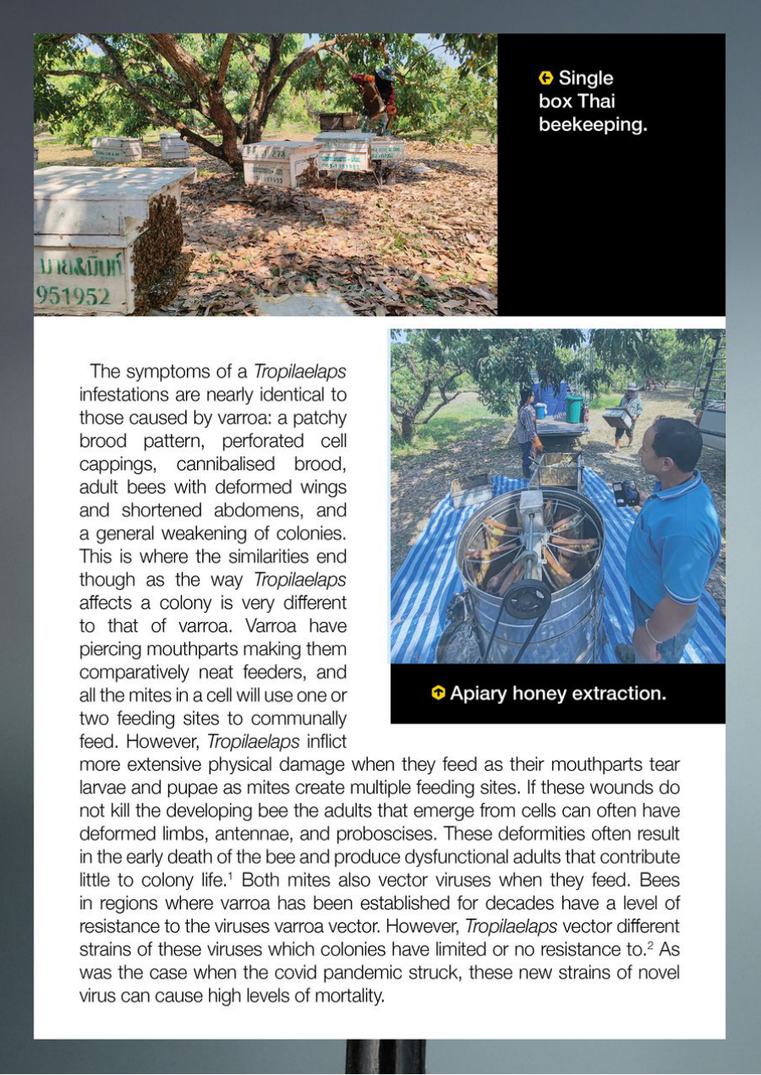 Single
box Thai
beekeeping.
มาย&มินท์
951952
The symptoms of a Tropilaelaps
infestations are nearly identical to
those caused by varroa: a patchy
brood pattern, perforated cell
cappings, cannibalised brood,
adult bees with deformed wings
and shortened abdomens, and
a general weakening of colonies.
This is where the similarities end
though as the way Tropilaelaps
affects a colony is very different
to that of varroa. Varroa have
piercing mouthparts making them
comparatively neat feeders, and
all the mites in a cell will use one or
two feeding sites to communally
feed. However, Tropilaelaps inflict
more extensive physical damage when they feed as their mouthparts tear
larvae and pupae as mites create multiple feeding sites. If these wounds do
not kill the developing bee the adults that emerge from cells can often have
deformed limbs, antennae, and proboscises. These deformities often result
in the early death of the bee and produce dysfunctional adults that contribute
little to colony life.¹ Both mites also vector viruses when they feed. Bees
in regions where varroa has been established for decades have a level of
resistance to the viruses varroa vector. However, Tropilaelaps vector different
strains of these viruses which colonies have limited or no resistance to.² As
was the case when the covid pandemic struck, these new strains of novel
virus can cause high levels of mortality.
Apiary honey extraction.